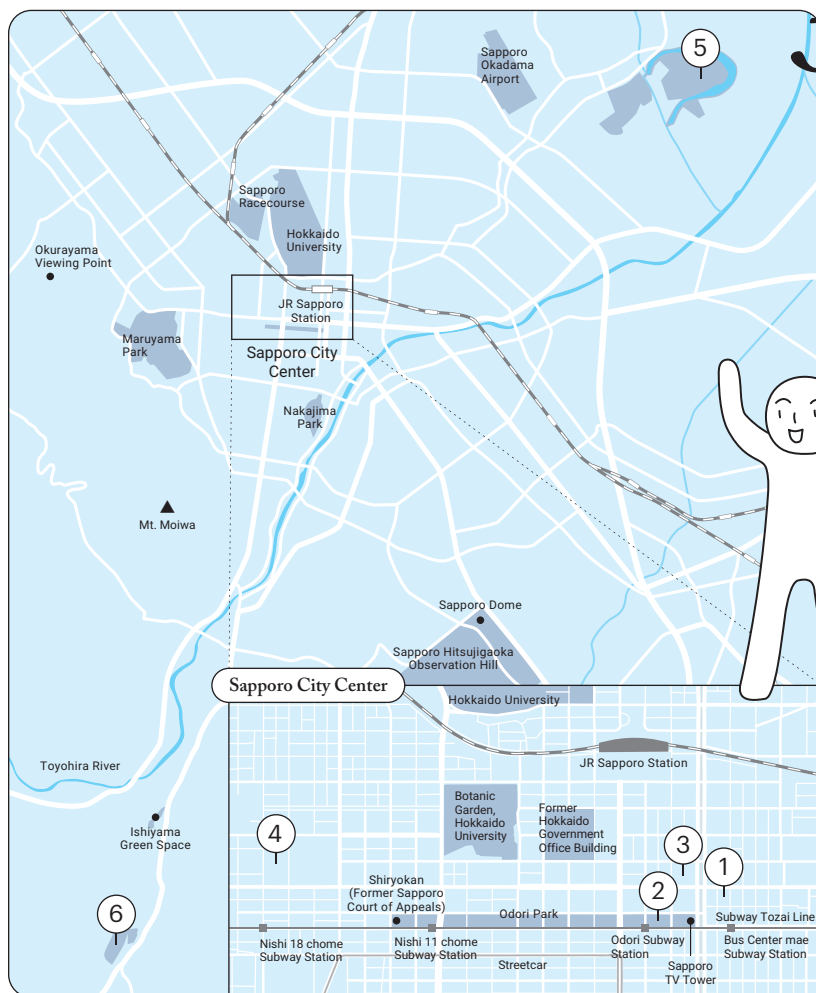 Sapporo
Okadama
Airport
5
Sapporo
Racecourse
Hokkaido
University
Okurayama
Viewing Point
JR Sapporo
Station
Maruyama
Park
Sapporo City
Center
Nakajima
Park
Mt. Moiwa
Sapporo Dome
Sapporo Hitsujigaoka
Observation Hill
Sapporo City Center
Hokkaido University
Toyohira River
JR Sapporo Station
Ishiyama
Green Space
Botanic
Garden,
Hokkaido
University
Former
Hokkaido
Government
Office Building
4
3
1
2
6
Shiryokan
(Former Sapporo
Court of Appeals)
Odori Park
Subway Tozai Line
Nishi 18 chome
Subway Station
Nishi 11 chome
Subway Station
Odori Subway
Station
Bus Center mae
Subway Station
Streetcar
Sapporo
TV Tower